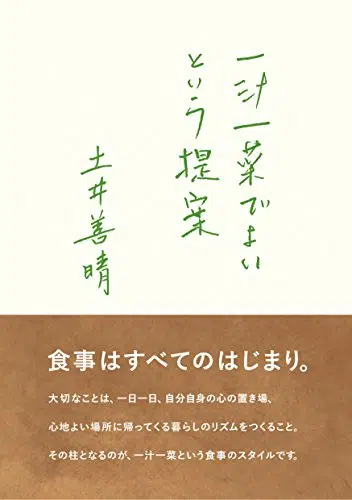 一汁一菜でよい
という提案
土井善晴
食事はすべてのはじまり。
大切なことは、一日一日、自分自身の心の置き場、
心地よい場所に帰ってくる暮らしのリズムをつくること。
その柱となるのが、一汁一菜という食事のスタイルです。